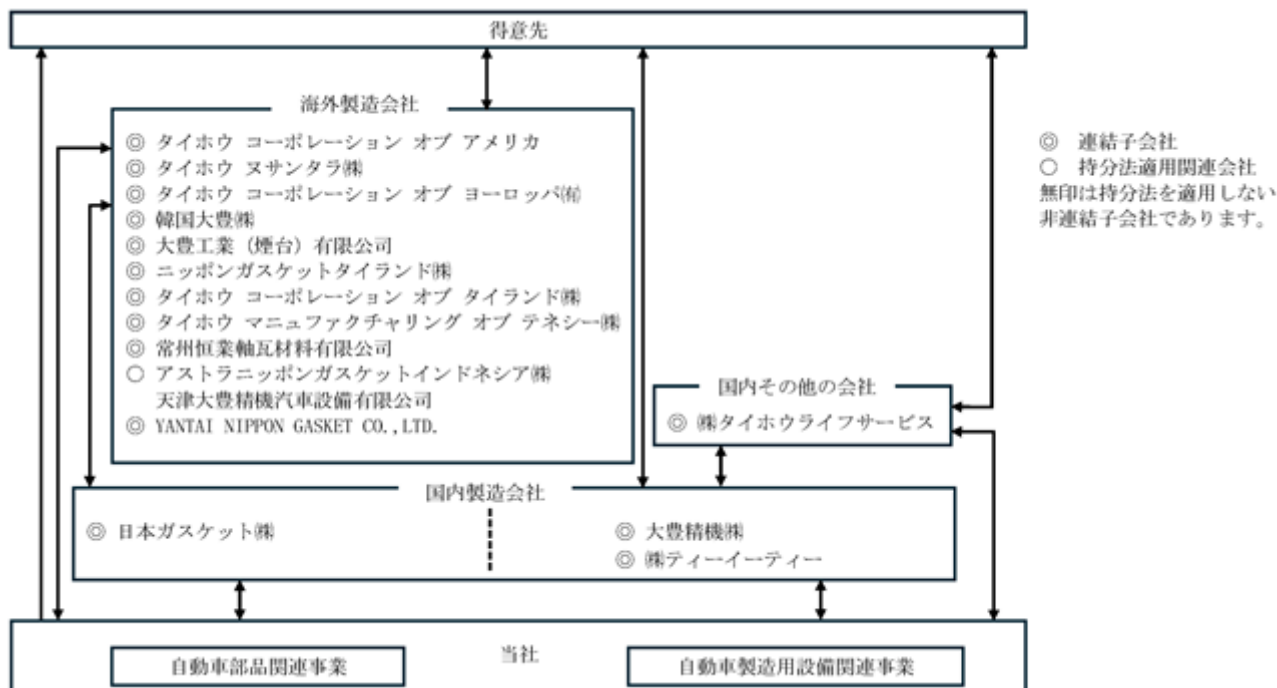 得意先
海外製造会社
◎ タイホウ コーポレーション オブ アメリカ
◎ タイホウ ヌサンタラ㈱
◎ タイホウ コーポレーション オブ ヨーロッパ㈲
◎ 韓国大豊㈱
◎ 大豊工業（煙台）有限公司
◎ ニッポンガスケットタイランド㈱
◎ タイホウ コーポレーション オブ タイランド㈱
◎ タイホウ マニュファクチャリング オブ テネシー㈱
◎ 常州恒業軸瓦材料有限公司
○ アストラニッポンガスケットインドネシア㈱
天津大豊精機汽車設備有限公司
◎ YANTAI NIPPON GASKET CO.,LTD.
◎ 連結子会社
○ 持分法適用関連会社
無印は持分法を適用しない
非連結子会社であります。
国内その他の会社
◎ ㈱タイホウライフサービス
国内製造会社
◎ 日本ガスケット㈱
◎ 大豊精機㈱
◎ ㈱ティーイーティー
当社
自動車部品関連事業
自動車製造用設備関連事業